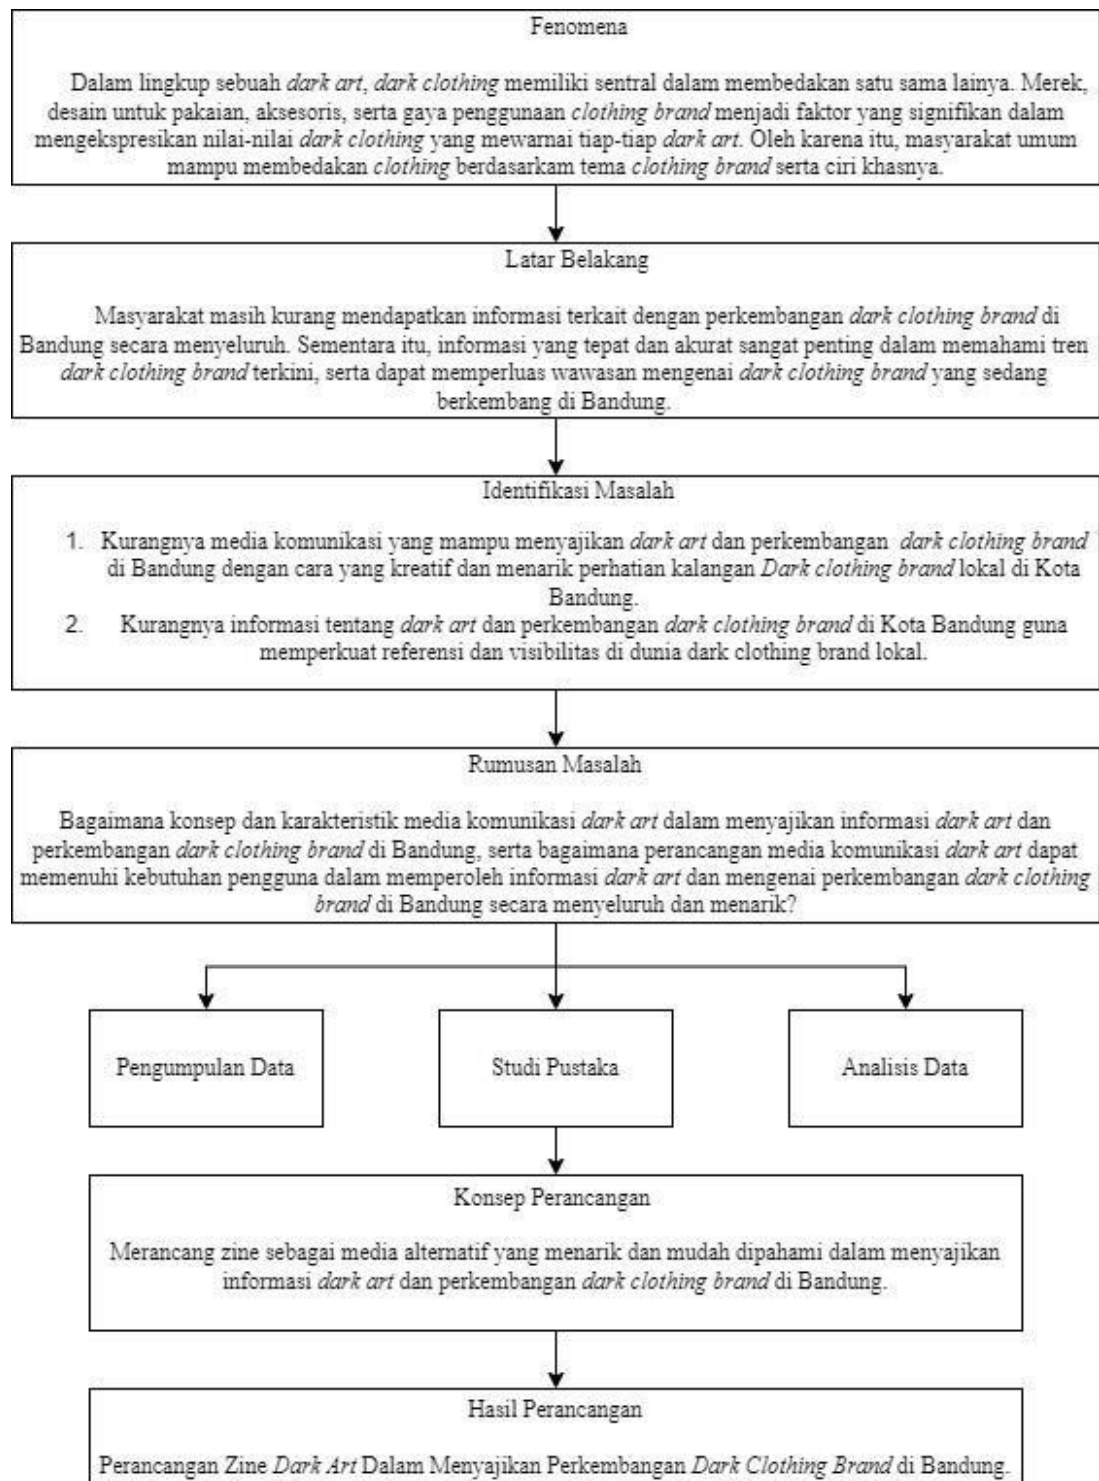 Fenomena
Dalam lingkup sebuah dark art, dark clothing memiliki sentral dalam membedakan satu sama lainya. Merek,
desain untuk pakaian, aksesoris, serta gaya penggunaan clothing brand menjadi faktor yang signifikan dalam
mengekspresikan nilai-nilai dark clothing yang mewarnai tiap-tiap dark art. Oleh karena itu, masyarakat umum
mampu membedakan clothing berdasarkam tema clothing brand serta ciri khasnya.
Latar Belakang
Masyarakat masih kurang mendapatkan informasi terkait dengan perkembangan dark clothing brand di
Bandung secara menyeluruh. Sementara itu, informasi yang tepat dan akurat sangat penting dalam memahami tren
dark clothing brand terkini, serta dapat memperluas wawasan mengenai dark clothing brand yang sedang
berkembang di Bandung.
Identifikasi Masalah
1. Kurangnya media komunikasi yang mampu menyajikan dark art dan perkembangan dark clothing brand
di Bandung dengan cara yang kreatif dan menarik perhatian kalangan Dark clothing brand lokal di Kota
Bandung.
2. Kurangnya informasi tentang dark art dan perkembangan dark clothing brand di Kota Bandung guna
memperkuat referensi dan visibilitas di dunia dark clothing brand lokal.
Rumusan Masalah
Bagaimana konsep dan karakteristik media komunikasi dark art dalam menyajikan informasi dark art dan
perkembangan dark clothing brand di Bandung, serta bagaimana perancangan media komunikasi dark art dapat
memenuhi kebutuhan pengguna dalam memperoleh informasi dark art dan mengenai perkembangan dark clothing
brand di Bandung secara menyeluruh dan menarik?
Pengumpulan Data
Studi Pustaka
Analisis Data
Konsep Perancangan
Merancang zine sebagai media alternatif yang menarik dan mudah dipahami dalam menyajikan
informasi dark art dan perkembangan dark clothing brand di Bandung.
Hasil Perancangan
Perancangan Zine Dark Art Dalam Menyajikan Perkembangan Dark Clothing Brand di Bandung.